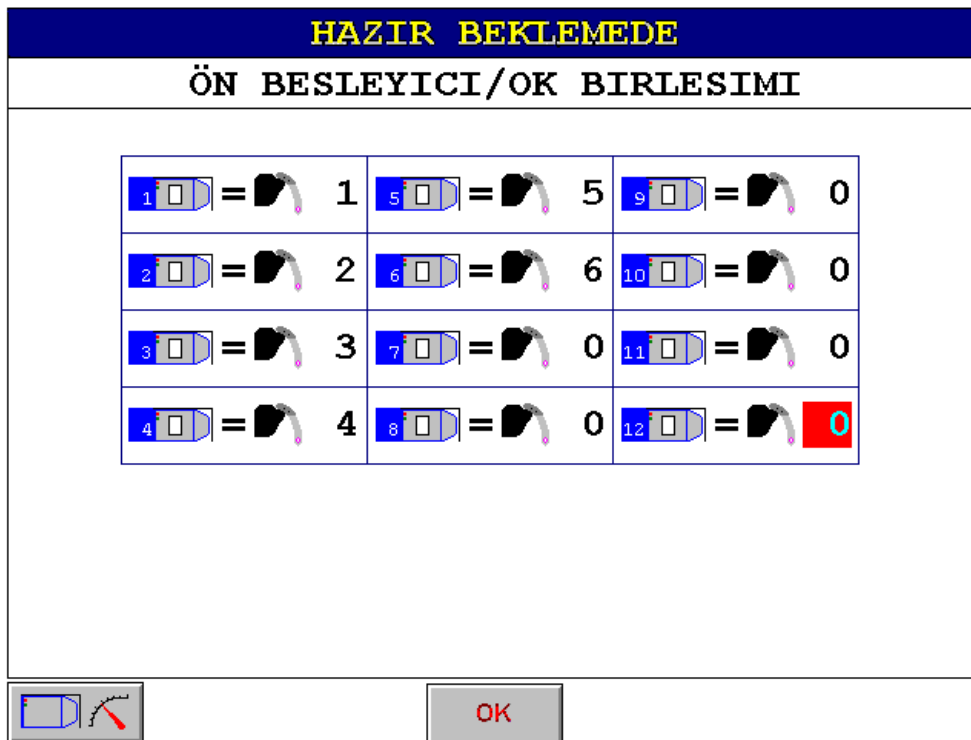 HAZIR BEKLEMEDE
ÖN BESLEYICI/OK BIRLESIMI
1 = 1 5 = 5 9 = 0
2 = 2 6 = 6 10 = 0
3 = 3 7 = 0 11 = 0
4 = 4 8 = 0 12 = 0
OK